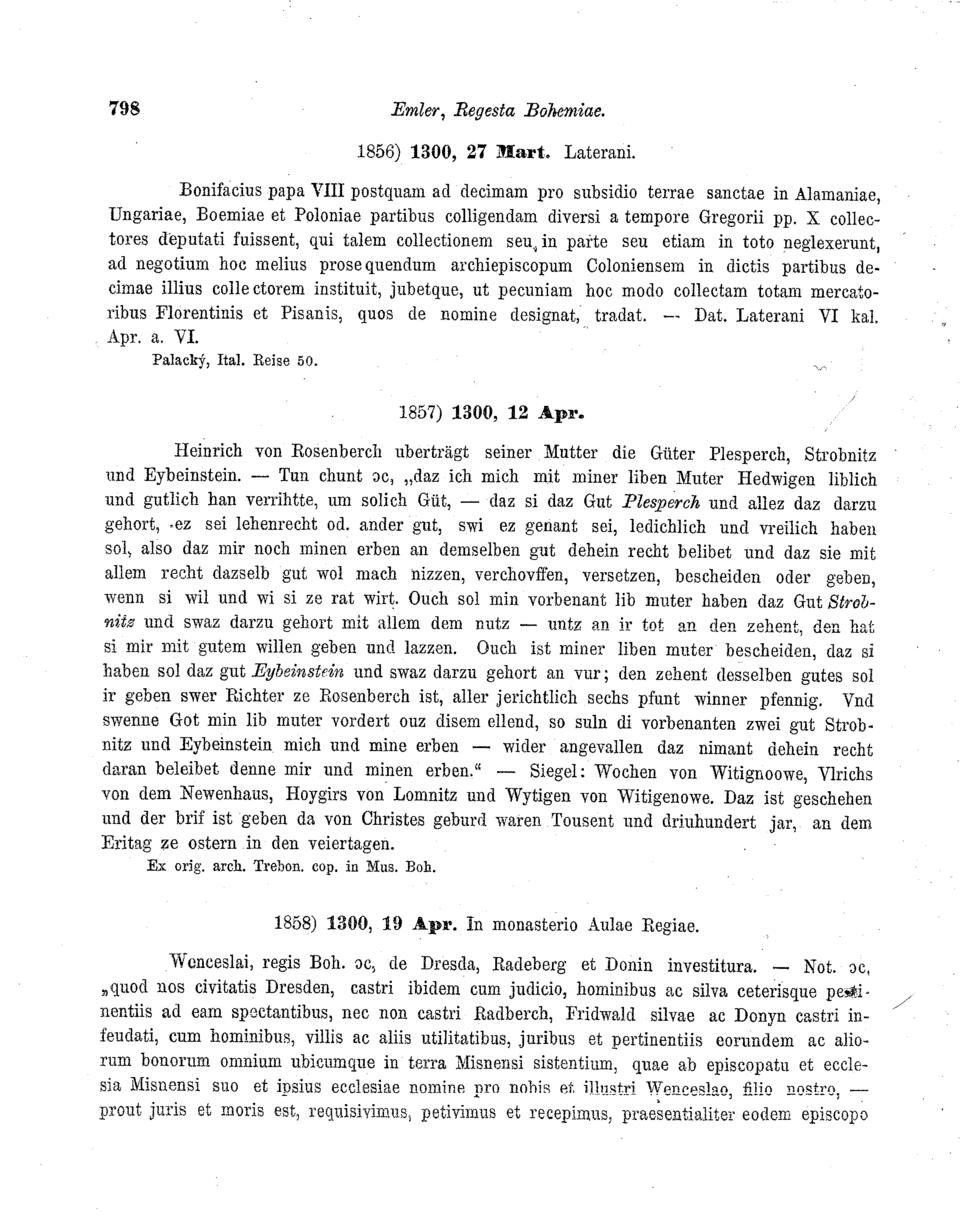 798 Emler, Regesta Bohemiae.
1856) 1300, 27 Mart. Laterani.
Bonifacius papa VIII postquam ad decimam pro subsidio terrae sanctae in Alamaniae,
Ungariae, Boemiae et Poloniae partibus colligendam diversi a tempore Gregorii pp. X collec-
tores deputati fuissent, qui talem collectionem seu in parte seu etiam in toto neglexerunt,
ad negotium hoc melius prosequendum archiepiscopum Coloniensem in dictis partibus de-
cimae illius collectorem instituit, jubetque, ut pecuniam hoc modo collectam totam mercato-
ribus Florentinis et Pisanis, quos de nomine designat, tradat. — Dat. Laterani VI kal.
Apr. a. VI.
Palacký, Ital. Reise 50.
1857) 1300, 12 Apr.
Heinrich von Rosenberch uberträgt seiner Mutter die Güter Plesperch, Strobnitz
und Eybeinstein. — Tun chunt ɔc, „daz ich mich mit miner liben Muter Hedwigen liblich
und gutlich han verrihtte, um solich Güt, — daz si daz Gut Plesperch und allez daz darzu
gehort, ez sei lehenrecht od. ander gut, swi ez genant sei, ledichlich und vreilich haben
sol, also daz mir noch minen erben an demselben gut dehein recht belibet und daz sie mit
allem recht dazselb gut wol mach nizzen, verchovffen, versetzen, bescheiden oder geben,
wenn si wil und wi si ze rat wirt. Ouch sol min vorbenant lib muter haben daz Gut Strob-
nitz und swaz darzu gehort mit allem dem nutz — untz an ir tot an den zehent, den hat
si mir mit gutem willen geben und lazzen. Ouch ist miner liben muter bescheiden, daz si
haben sol daz gut Eybeinstein und swaz darzu gehort an vur; den zehent desselben gutes sol
ir geben swer Richter ze Rosenberch ist, aller jerichtlich sechs pfunt winner pfennig. Vnd
swenne Got min lib muter vordert ouz disem ellend, so suln di vorbenanten zwei gut Strob-
nitz und Eybeinstein mich und mine erben — wider angevallen daz nimant dehein recht
daran beleibet denne mir und minen erben.“ — Siegel: Wochen von Witignoowe, Vlrichs
von dem Newenhaus, Hoygirs von Lomnitz und Wytigen von Witigenowe. Daz ist geschehen
und der brif ist geben da von Christes geburd waren Tousent und driuhundert jar, an dem
Eritag ze ostern in den veiertagen.
Ex orig. arch. Trebon. cop. in Mus. Boh.
1858) 1300, 19 Apr. In monasterio Aulae Regiae.
Wenceslai, regis Boh. ɔc, de Dresda, Radeberg et Donin investitura. — Not. ɔc,
„quod nos civitatis Dresden, castri ibidem cum judicio, hominibus ac silva ceterisque perti-
nentiis ad eam spectantibus, nec non castri Radberch, Fridwald silvae ac Donyn castri in-
feudati, cum hominibus, villis ac aliis utilitatibus, juribus et pertinentiis eorundem ac alio-
rum bonorum omnium ubicumque in terra Misnensi sistentium, quae ab episcopatu et eccle-
sia Misnensi suo et ipsius ecclesiae nomine pro nobis et illustri Wenceslao, filio nostro, —
prout juris et moris est, requisivimus, petivimus et recepimus, praesentialiter eodem episcopo